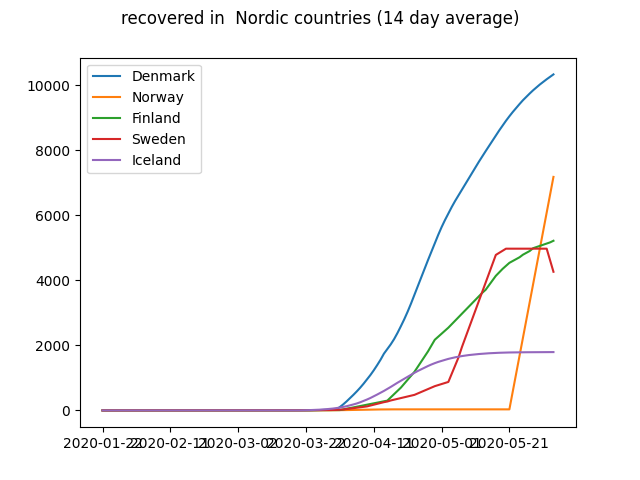 recovered in  Nordic countries (14 day average)
Denmark
Norway
Finland
Sweden
Iceland
10000
8000
6000
4000
2000
0
2020-01-22 2020-02-11 2020-03-02 2020-03-22 2020-04-11 2020-05-01 2020-05-21